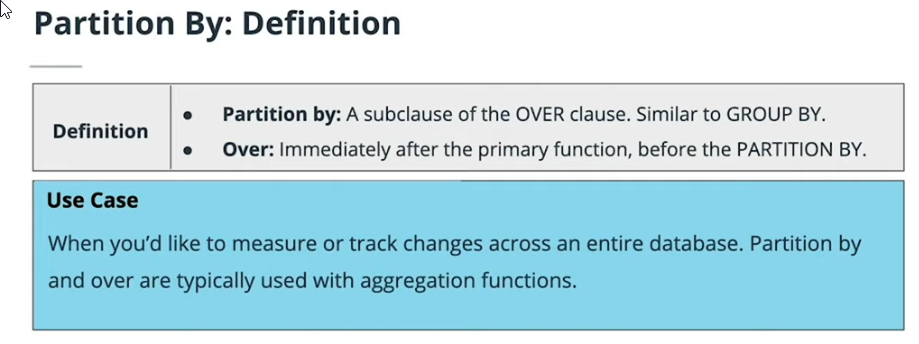 Partition By: Definition
Definition
• Partition by: A subclause of the OVER clause. Similar to GROUP BY.
• Over: Immediately after the primary function, before the PARTITION BY.
Use Case
When you’d like to measure or track changes across an entire database. Partition by
and over are typically used with aggregation functions.